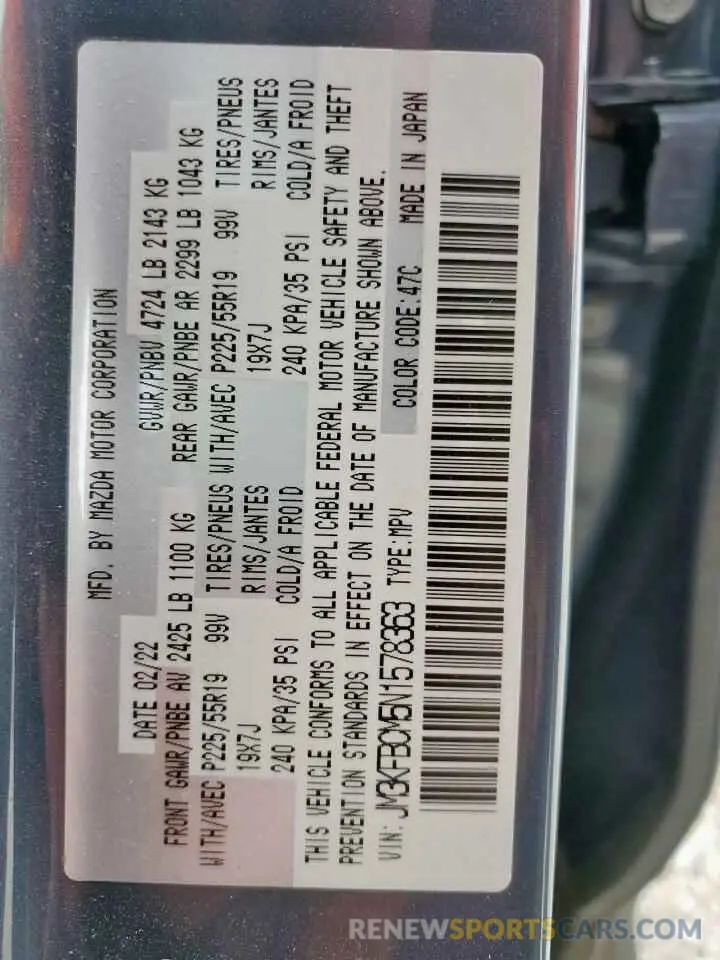 MFD. BY MAZDA MOTOR CORPORATION
DATE 02/22 GVWR/PNBV 4724 LB 2143 KG
FRONT GAWR/PNBE AV 2425 LB 1100 KG REAR GAWR/PNBE AR 2299 LB 1043 KG
WITH/AVEC P225/55R19 99V TIRES/PNEUS WITH/AVEC P225/55R19 99V TIRES/PNEUS
19X7J RIMS/JANTES 19X7J RIMS/JANTES
240 KPA/35 PSI COLD/A FROID 240 KPA/35 PSI COLD/A FROID
THIS VEHICLE CONFORMS TO ALL APPLICABLE FEDERAL MOTOR VEHICLE SAFETY AND THEFT
PREVENTION STANDARDS IN EFFECT ON THE DATE OF MANUFACTURE SHOWN ABOVE.
VIN: JM3KFBCM5N1578363 TYPE:MPV COLOR CODE:47C MADE IN JAPAN
RENEWSPORTSCARS.COM